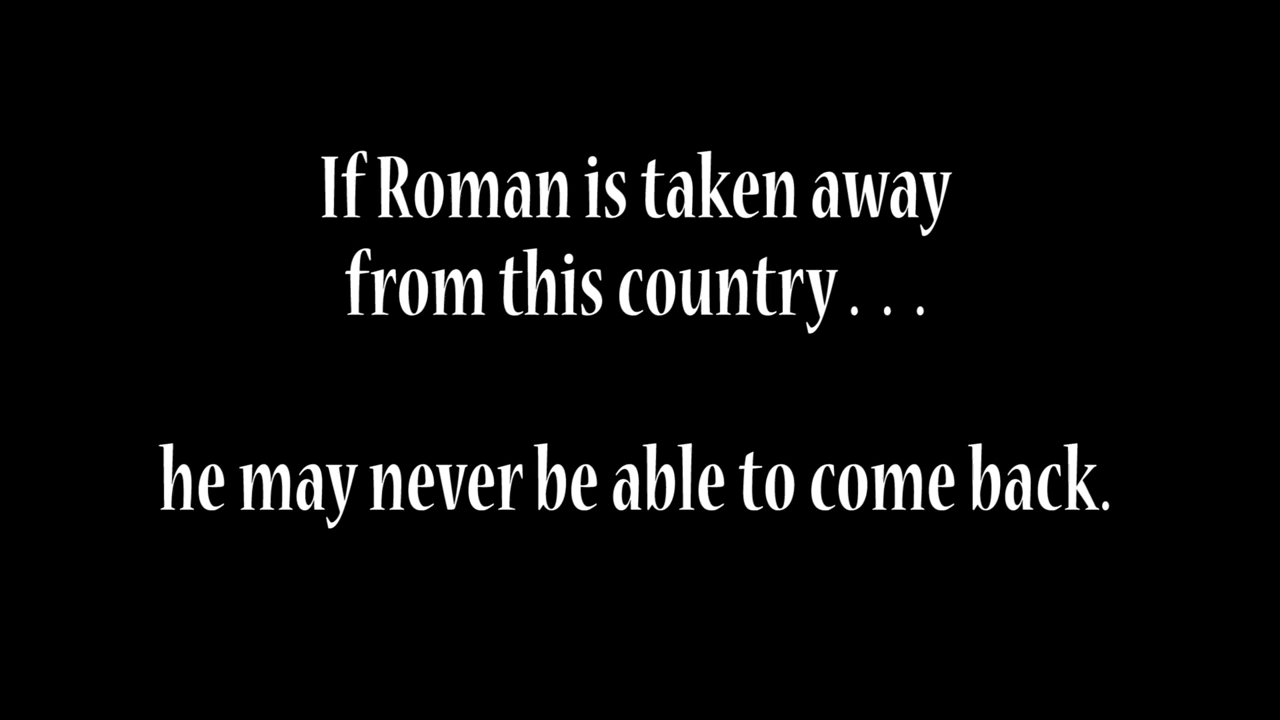 If Roman is taken away
from this country . . .
he may never be able to come back.